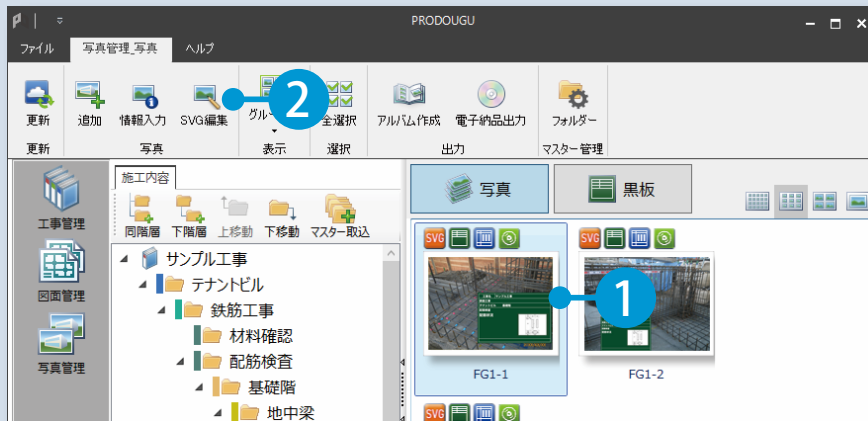 PRODOUGU
ファイル 写真管理_写真 ヘルプ
2
更新 追加 情報入力 SVG編集 全選択 アルバム作成 電子納品出力 フォルダー
更新 写真 表示 選択 出力 マスター管理
施工内容
写真 黒板
工事管理
同階層 下階層 上移動 下移動 マスター取込
SVG SVG
サンプル工事
テナントビル
図面管理
鉄筋工事
1
材料確認
写真管理
配筋検査
FG1-1 FG1-2
基礎階
地中梁
SVG